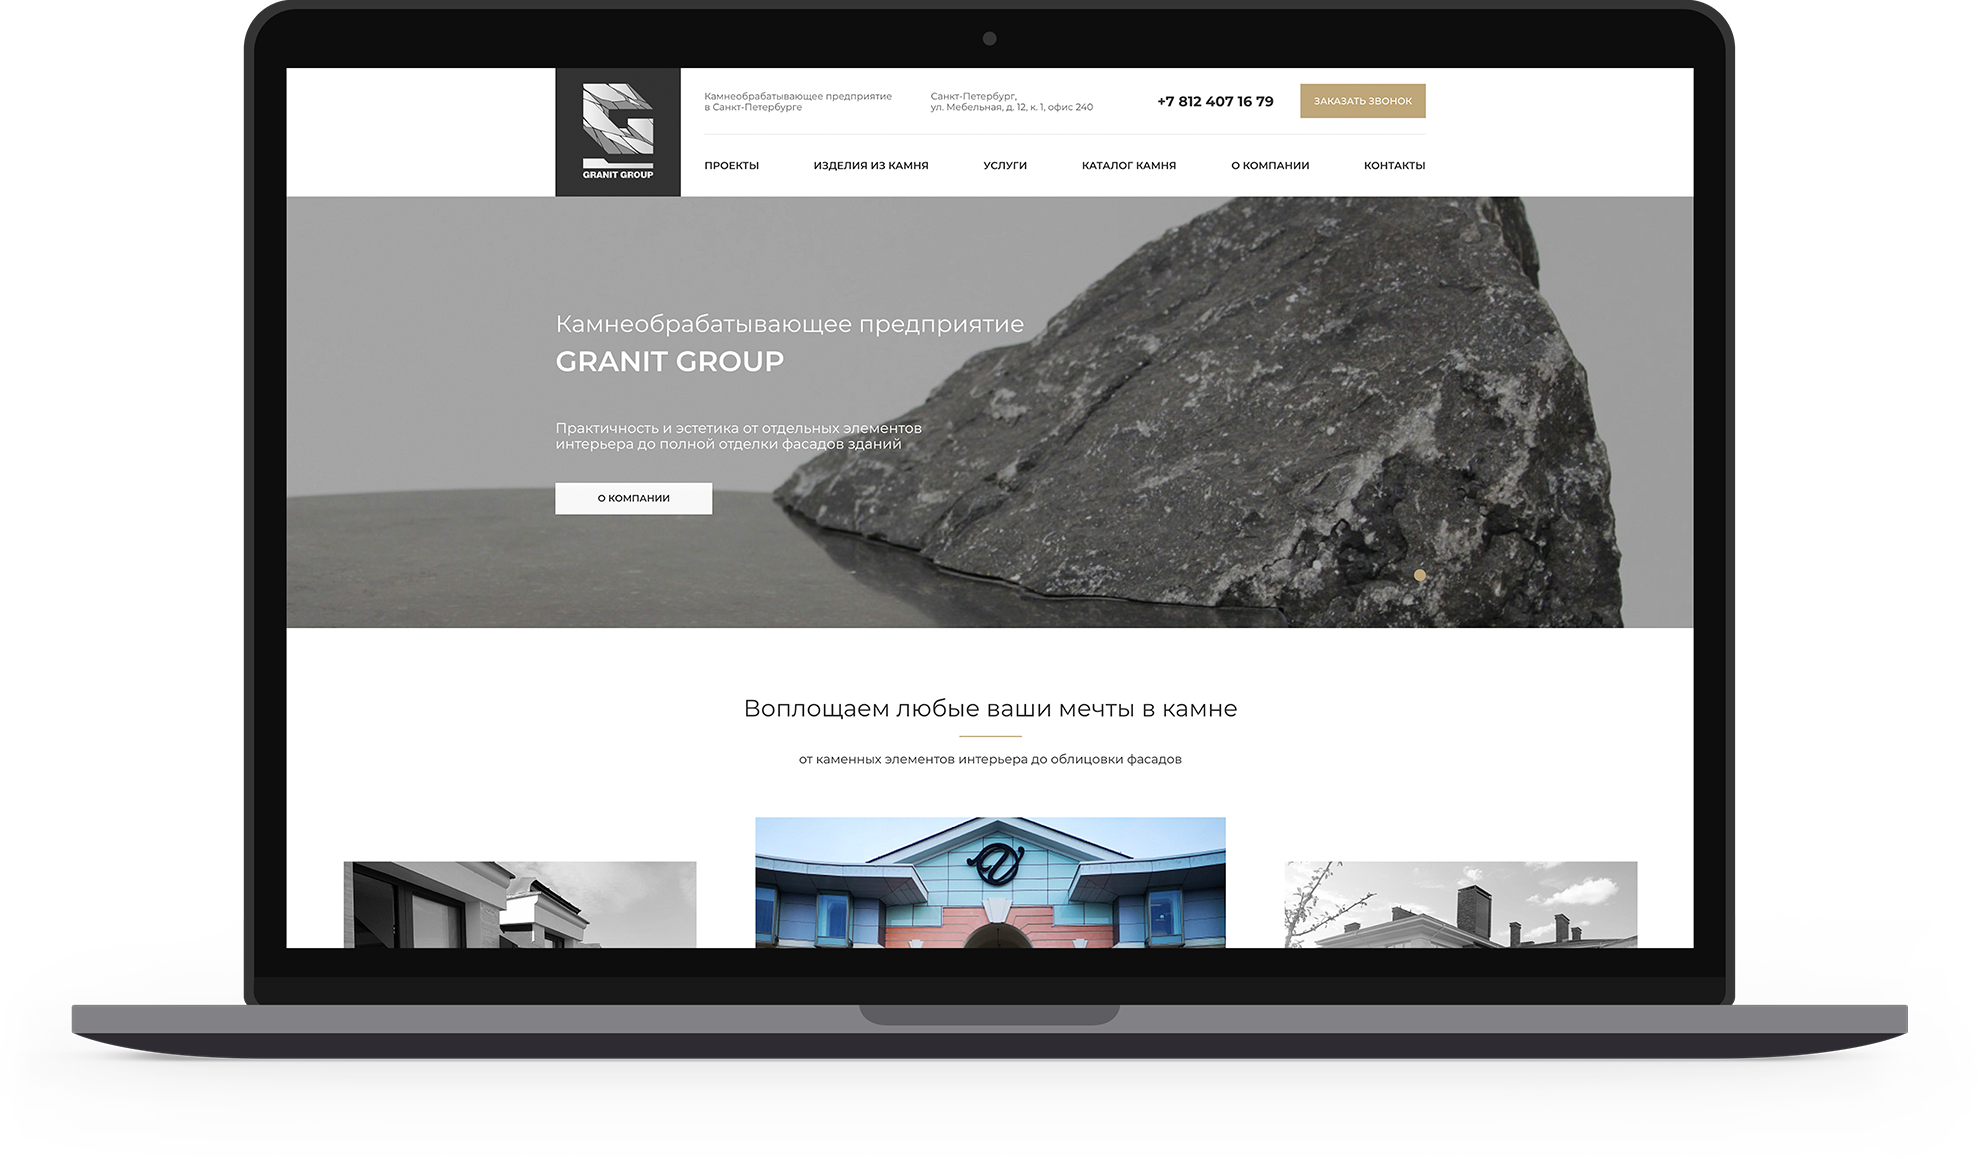 GRANIT GROUP
Камнеобрабатывающее предприятие
в Санкт-Петербурге
Санкт-Петербург,
ул. Мебельная, д. 12, к. 1, офис 240
+7 812 407 16 79
ЗАКАЗАТЬ ЗВОНОК
ПРОЕКТЫ
ИЗДЕЛИЯ ИЗ КАМНЯ
УСЛУГИ
КАТАЛОГ КАМНЯ
О КОМПАНИИ
КОНТАКТЫ
Камнеобрабатывающее предприятие
GRANIT GROUP
Практичность и эстетика от отдельных элементов
интерьера до полной отделки фасадов зданий
О КОМПАНИИ
Воплощаем любые ваши мечты в камне
от каменных элементов интерьера до облицовки фасадов